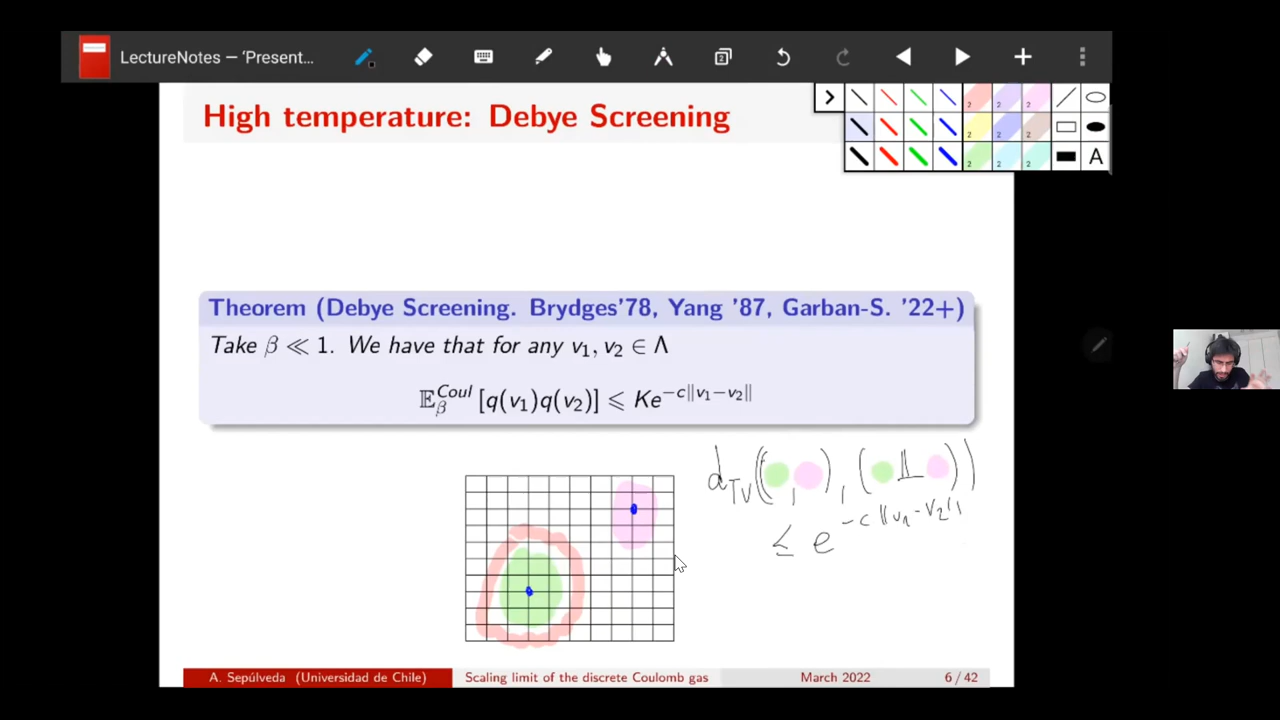 LectureNotes – ‘Present...
High temperature: Debye Screening
A
Theorem (Debye Screening. Brydges'78, Yang '87, Garban-S. '22+)
Take β ≪ 1. We have that for any v₁, v₂ ∈ Λ
𝔼_β^Coul [q(v₁)q(v₂)] ⩽ Ke^{-c‖v₁-v₂‖}
d_TV(( , ), ( ⫫ ))
≤ e^{-c‖v₁-v₂‖}
A. Sepúlveda (Universidad de Chile) Scaling limit of the discrete Coulomb gas March 2022 6 / 42